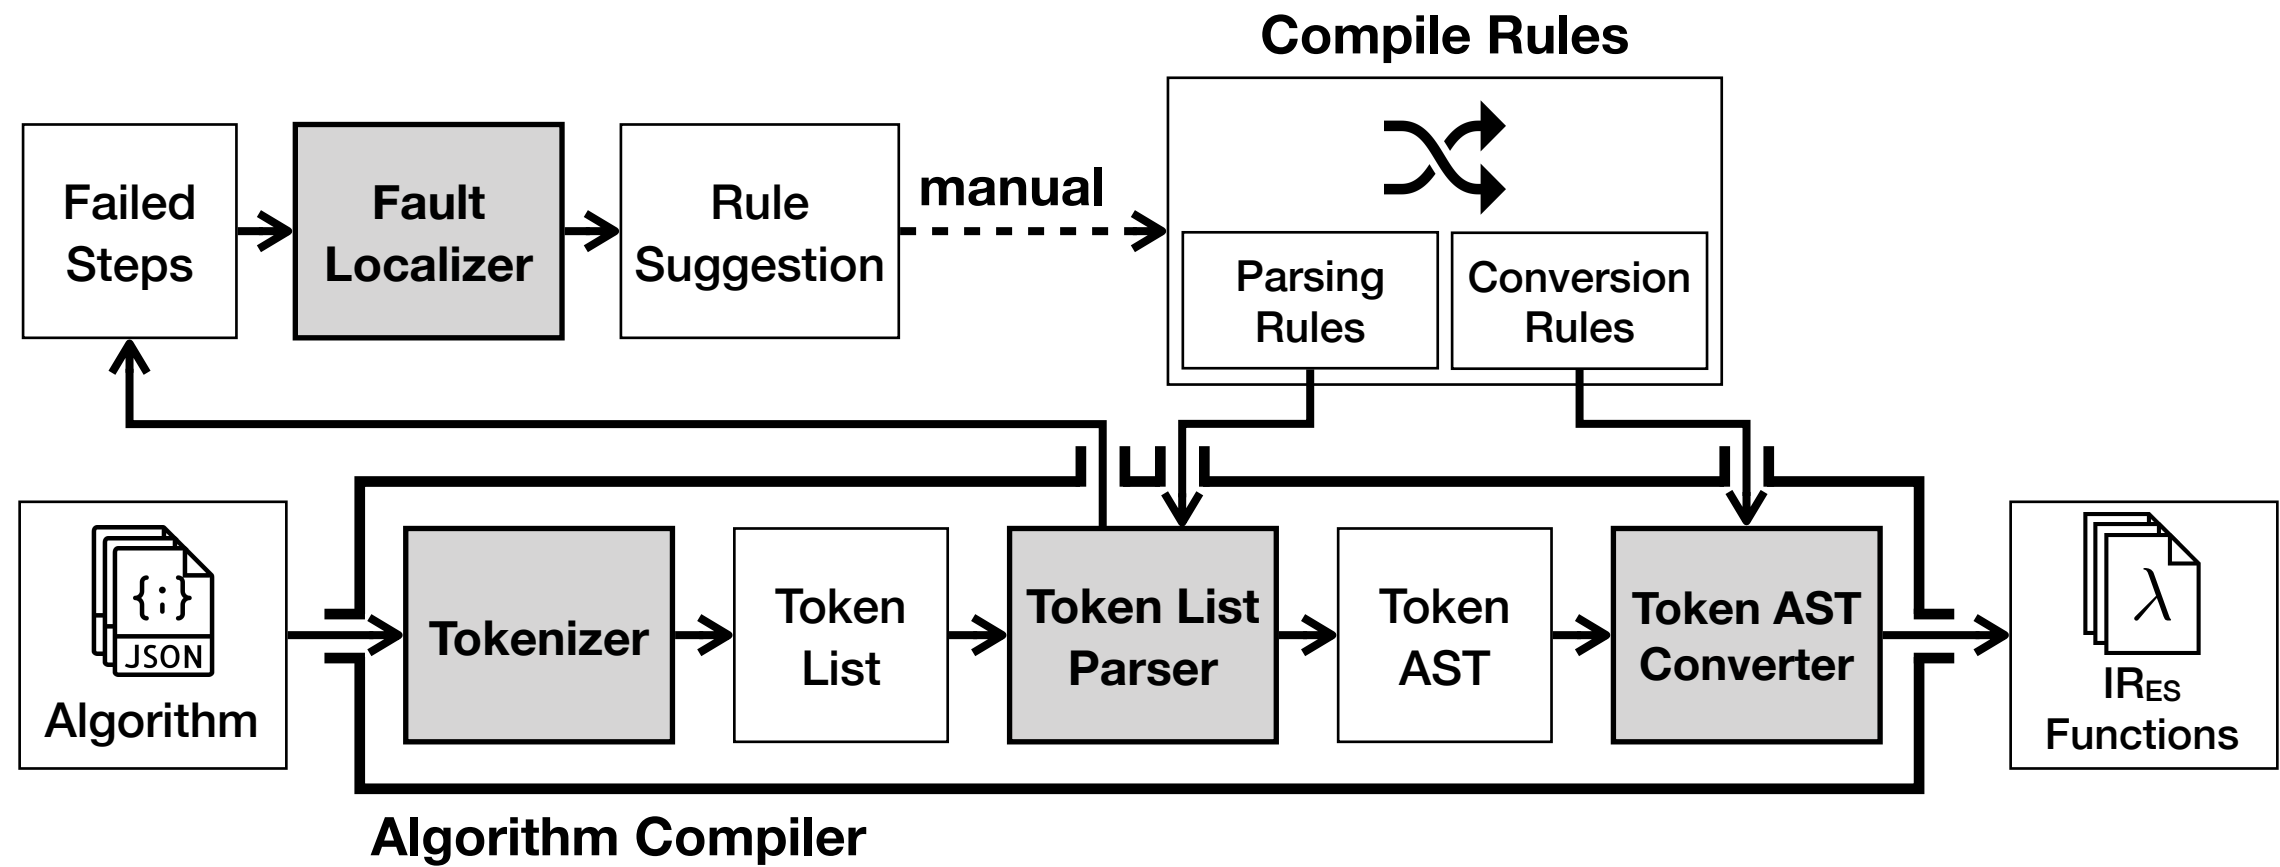 Compile Rules
Failed
Steps
Fault
Localizer
Rule
Suggestion
manual
Parsing
Rules
Conversion
Rules
{;}
JSON
Algorithm
Tokenizer
Token
List
Token List
Parser
Token
AST
Token AST
Converter
λ
IRES
Functions
Algorithm Compiler